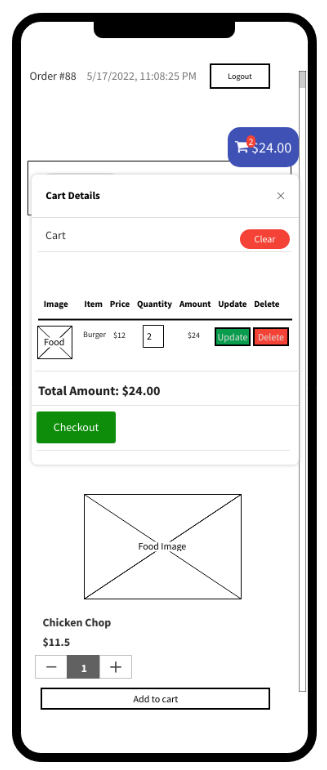 Order #88 5/17/2022, 11:08:25 PM Logout
2 $24.00
Cart Details ×
Cart Clear
Image Item Price Quantity Amount Update Delete
Food Burger $12 2 $24 Update Delete
Total Amount: $24.00
Checkout
Food Image
Chicken Chop
$11.5
− 1 +
Add to cart